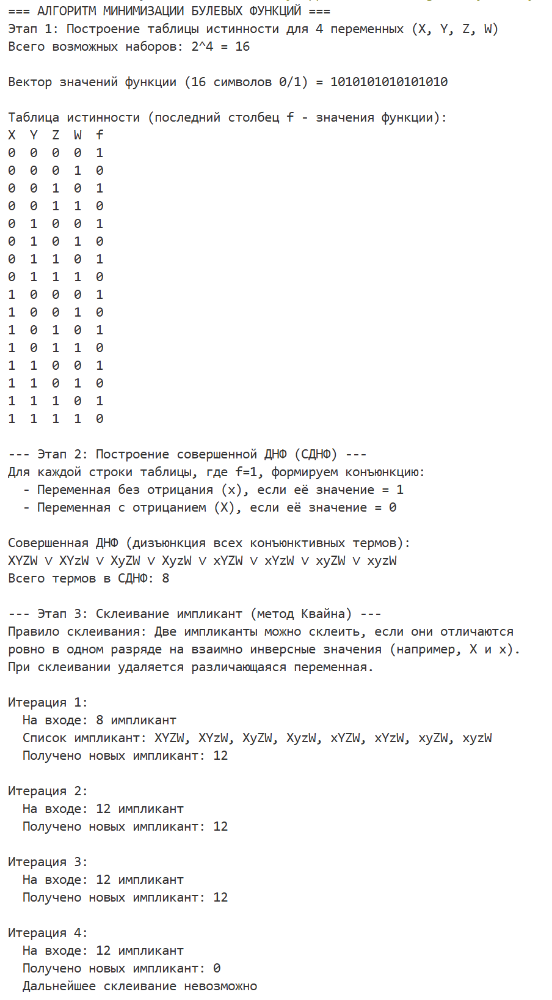 === АЛГОРИТМ МИНИМИЗАЦИИ БУЛЕВЫХ ФУНКЦИЙ ===
Этап 1: Построение таблицы истинности для 4 переменных (X, Y, Z, W)
Всего возможных наборов: 2^4 = 16
Вектор значений функции (16 символов 0/1) = 1010101010101010
Таблица истинности (последний столбец f - значения функции):
X  Y  Z  W  f
0  0  0  0  1
0  0  0  1  0
0  0  1  0  1
0  0  1  1  0
0  1  0  0  1
0  1  0  1  0
0  1  1  0  1
0  1  1  1  0
1  0  0  0  1
1  0  0  1  0
1  0  1  0  1
1  0  1  1  0
1  1  0  0  1
1  1  0  1  0
1  1  1  0  1
1  1  1  1  0
--- Этап 2: Построение совершенной ДНФ (СДНФ) ---
Для каждой строки таблицы, где f=1, формируем конъюнкцию:
- Переменная без отрицания (x), если её значение = 1
- Переменная с отрицанием (X), если её значение = 0
Совершенная ДНФ (дизъюнкция всех конъюнктивных термов):
XYZW ∨ XYzW ∨ XyZW ∨ XyzW ∨ xYZW ∨ xYzW ∨ xyZW ∨ xyzW
Всего термов в СДНФ: 8
--- Этап 3: Склеивание импликант (метод Квайна) ---
Правило склеивания: Две импликанты можно склеить, если они отличаются
ровно в одном разряде на взаимно инверсные значения (например, X и x).
При склеивании удаляется различающаяся переменная.
Итерация 1:
На входе: 8 импликант
Список импликант: XYZW, XYzW, XyZW, XyzW, xYZW, xYzW, xyZW, xyzW
Получено новых импликант: 12
Итерация 2:
На входе: 12 импликант
Получено новых импликант: 12
Итерация 3:
На входе: 12 импликант
Получено новых импликант: 12
Итерация 4:
На входе: 12 импликант
Получено новых импликант: 0
Дальнейшее склеивание невозможно